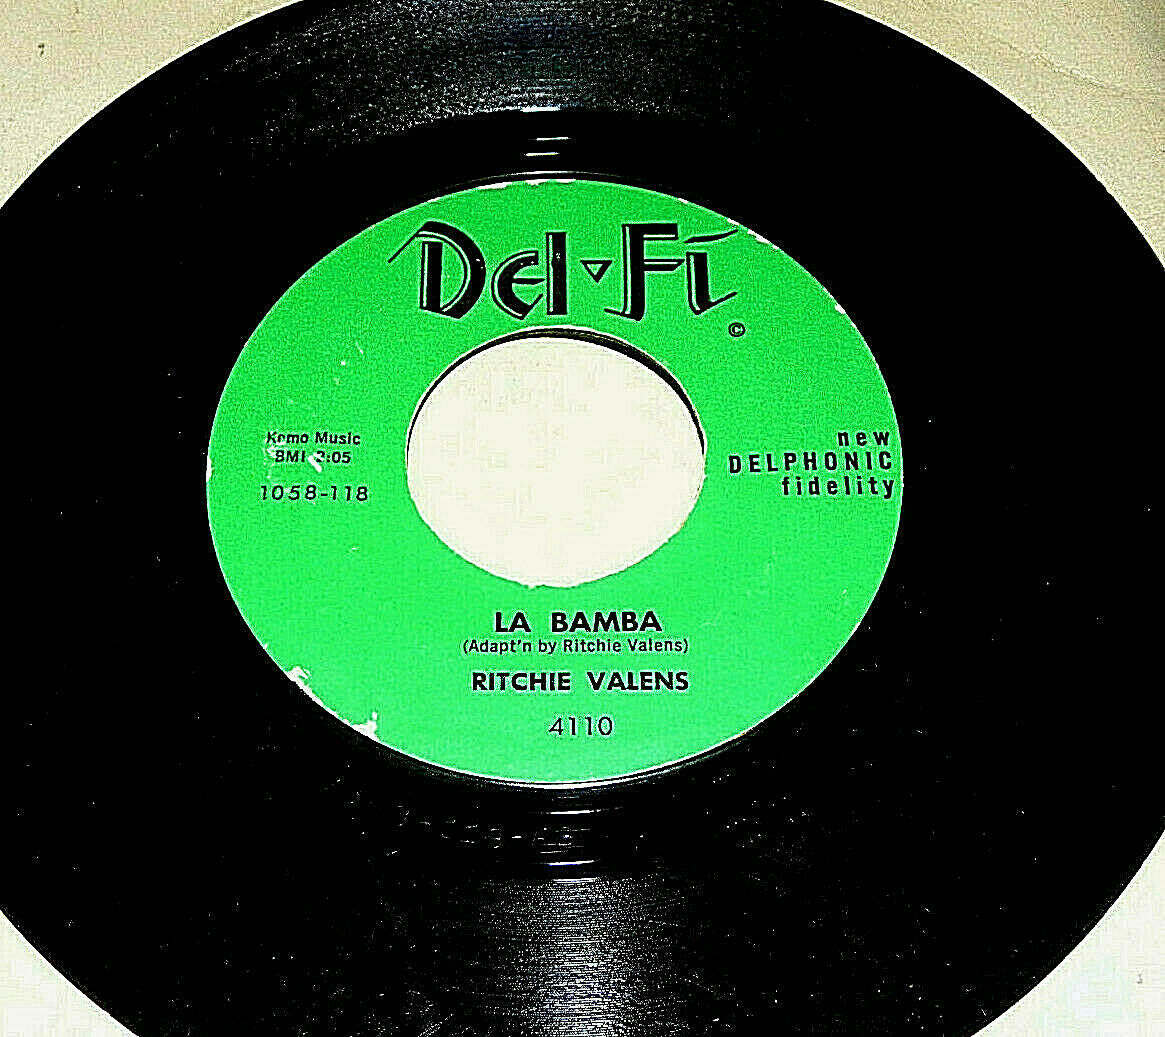 Del-Fi
©
Kemo Music
BMI 2:05
1058-118
new
DELPHONIC
fidelity
LA BAMBA
(Adapt'n by Ritchie Valens)
RITCHIE VALENS
4110